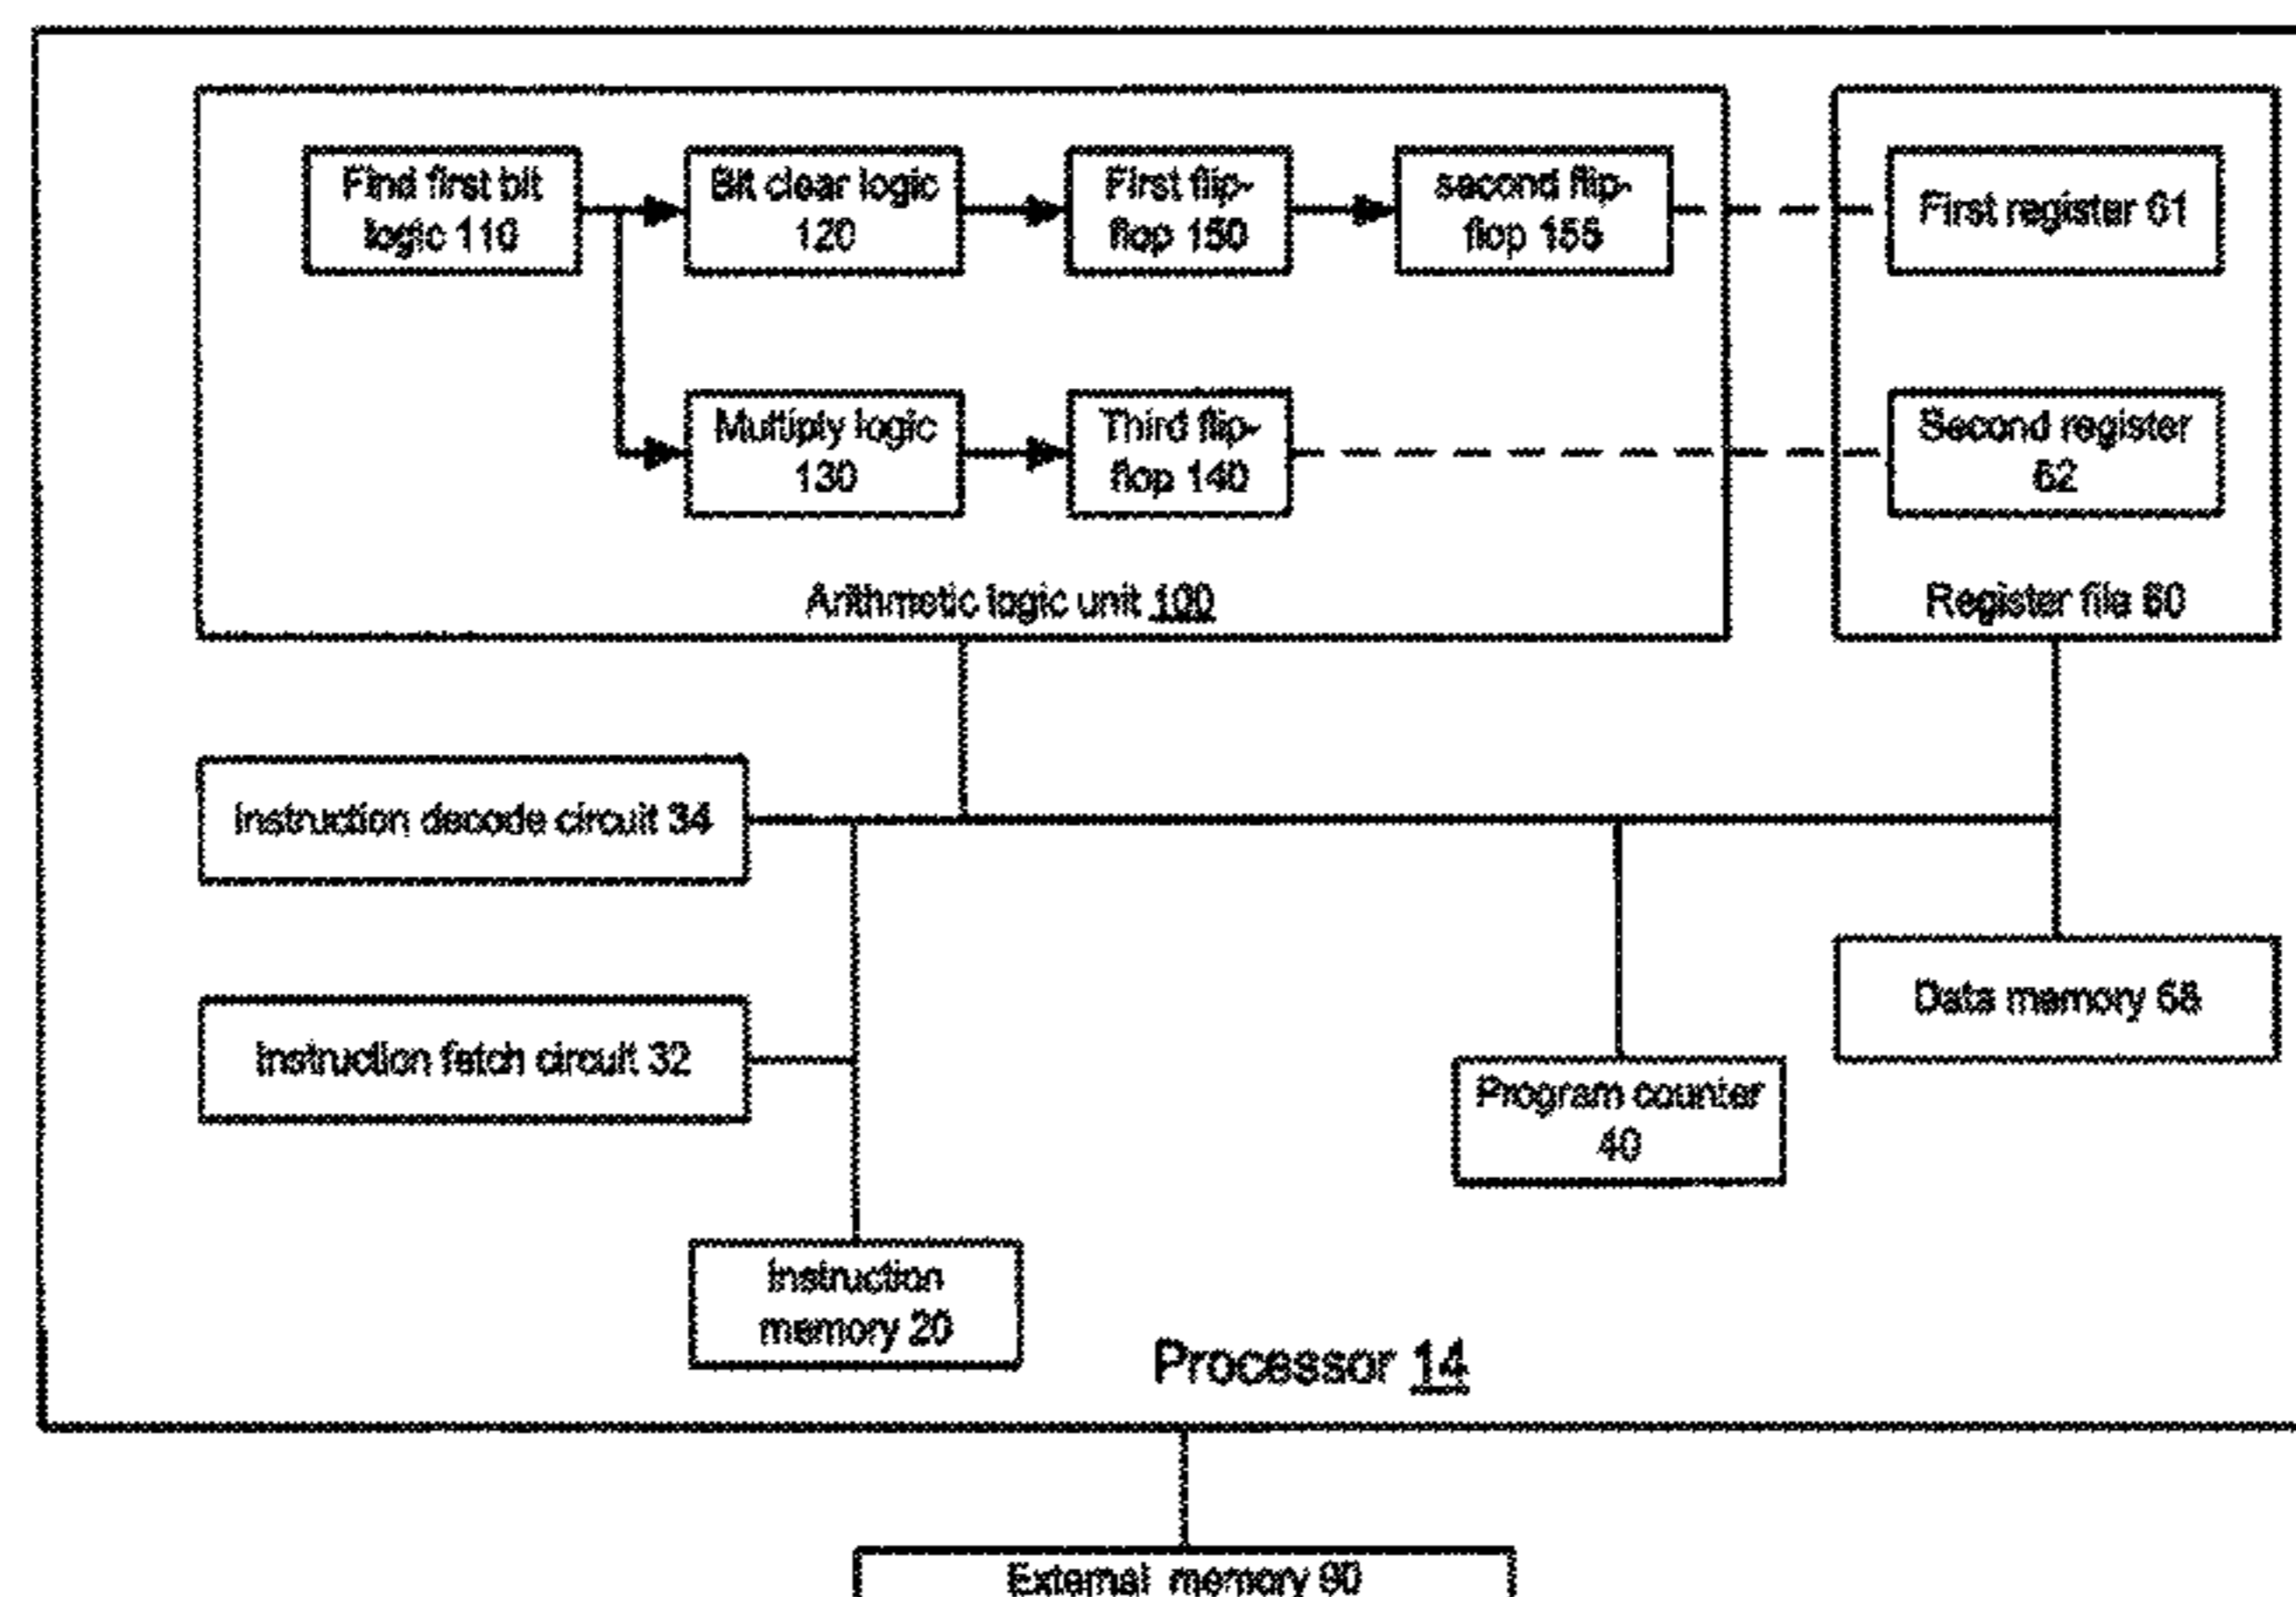 Find first bit
logic 110
Bit clear logic
120
First flip-
flop 150
second flip-
flop 155
First register 61
Multiply logic
130
Third flip-
flop 140
Second register
62
Arithmetic logic unit 100
Register file 60
Instruction decode circuit 34
Instruction fetch circuit 32
Data memory 68
Program counter
40
Instruction
memory 20
Processor 14
External memory 90